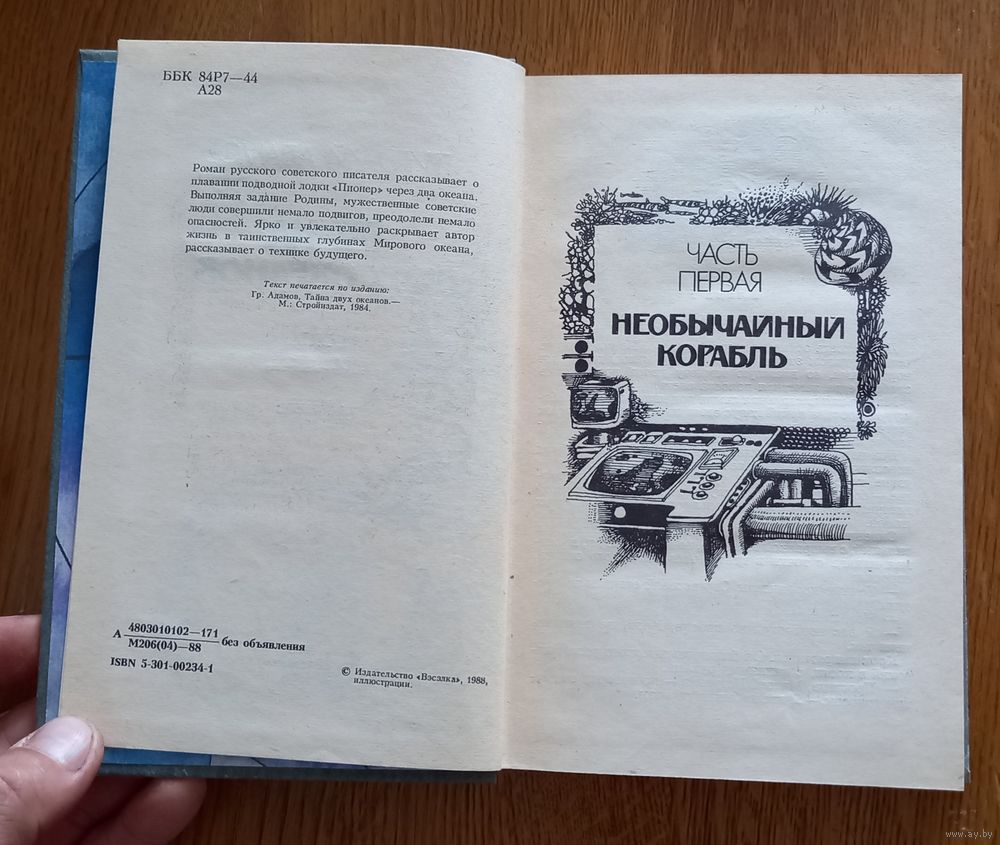 ББК 84Р7—44
А28
Роман русского советского писателя рассказывает о
плавании подводной лодки «Пионер» через два океана.
Выполняя задание Родины, мужественные советские
люди совершили немало подвигов, преодолели немало
опасностей. Ярко и увлекательно раскрывает автор
жизнь в таинственных глубинах Мирового океана,
рассказывает о технике будущего.
Текст печатается по изданию:
Гр. Адамов, Тайна двух океанов.—
М.: Стройиздат, 1984.
А 4803010102—171
М206(04)—88 без объявления
ISBN 5-301-00234-1
© Издательство «Вэсэлка», 1988,
иллюстрации.
ЧАСТЬ
ПЕРВАЯ
НЕОБЫЧАЙНЫЙ
КОРАБЛЬ
www.ay.by